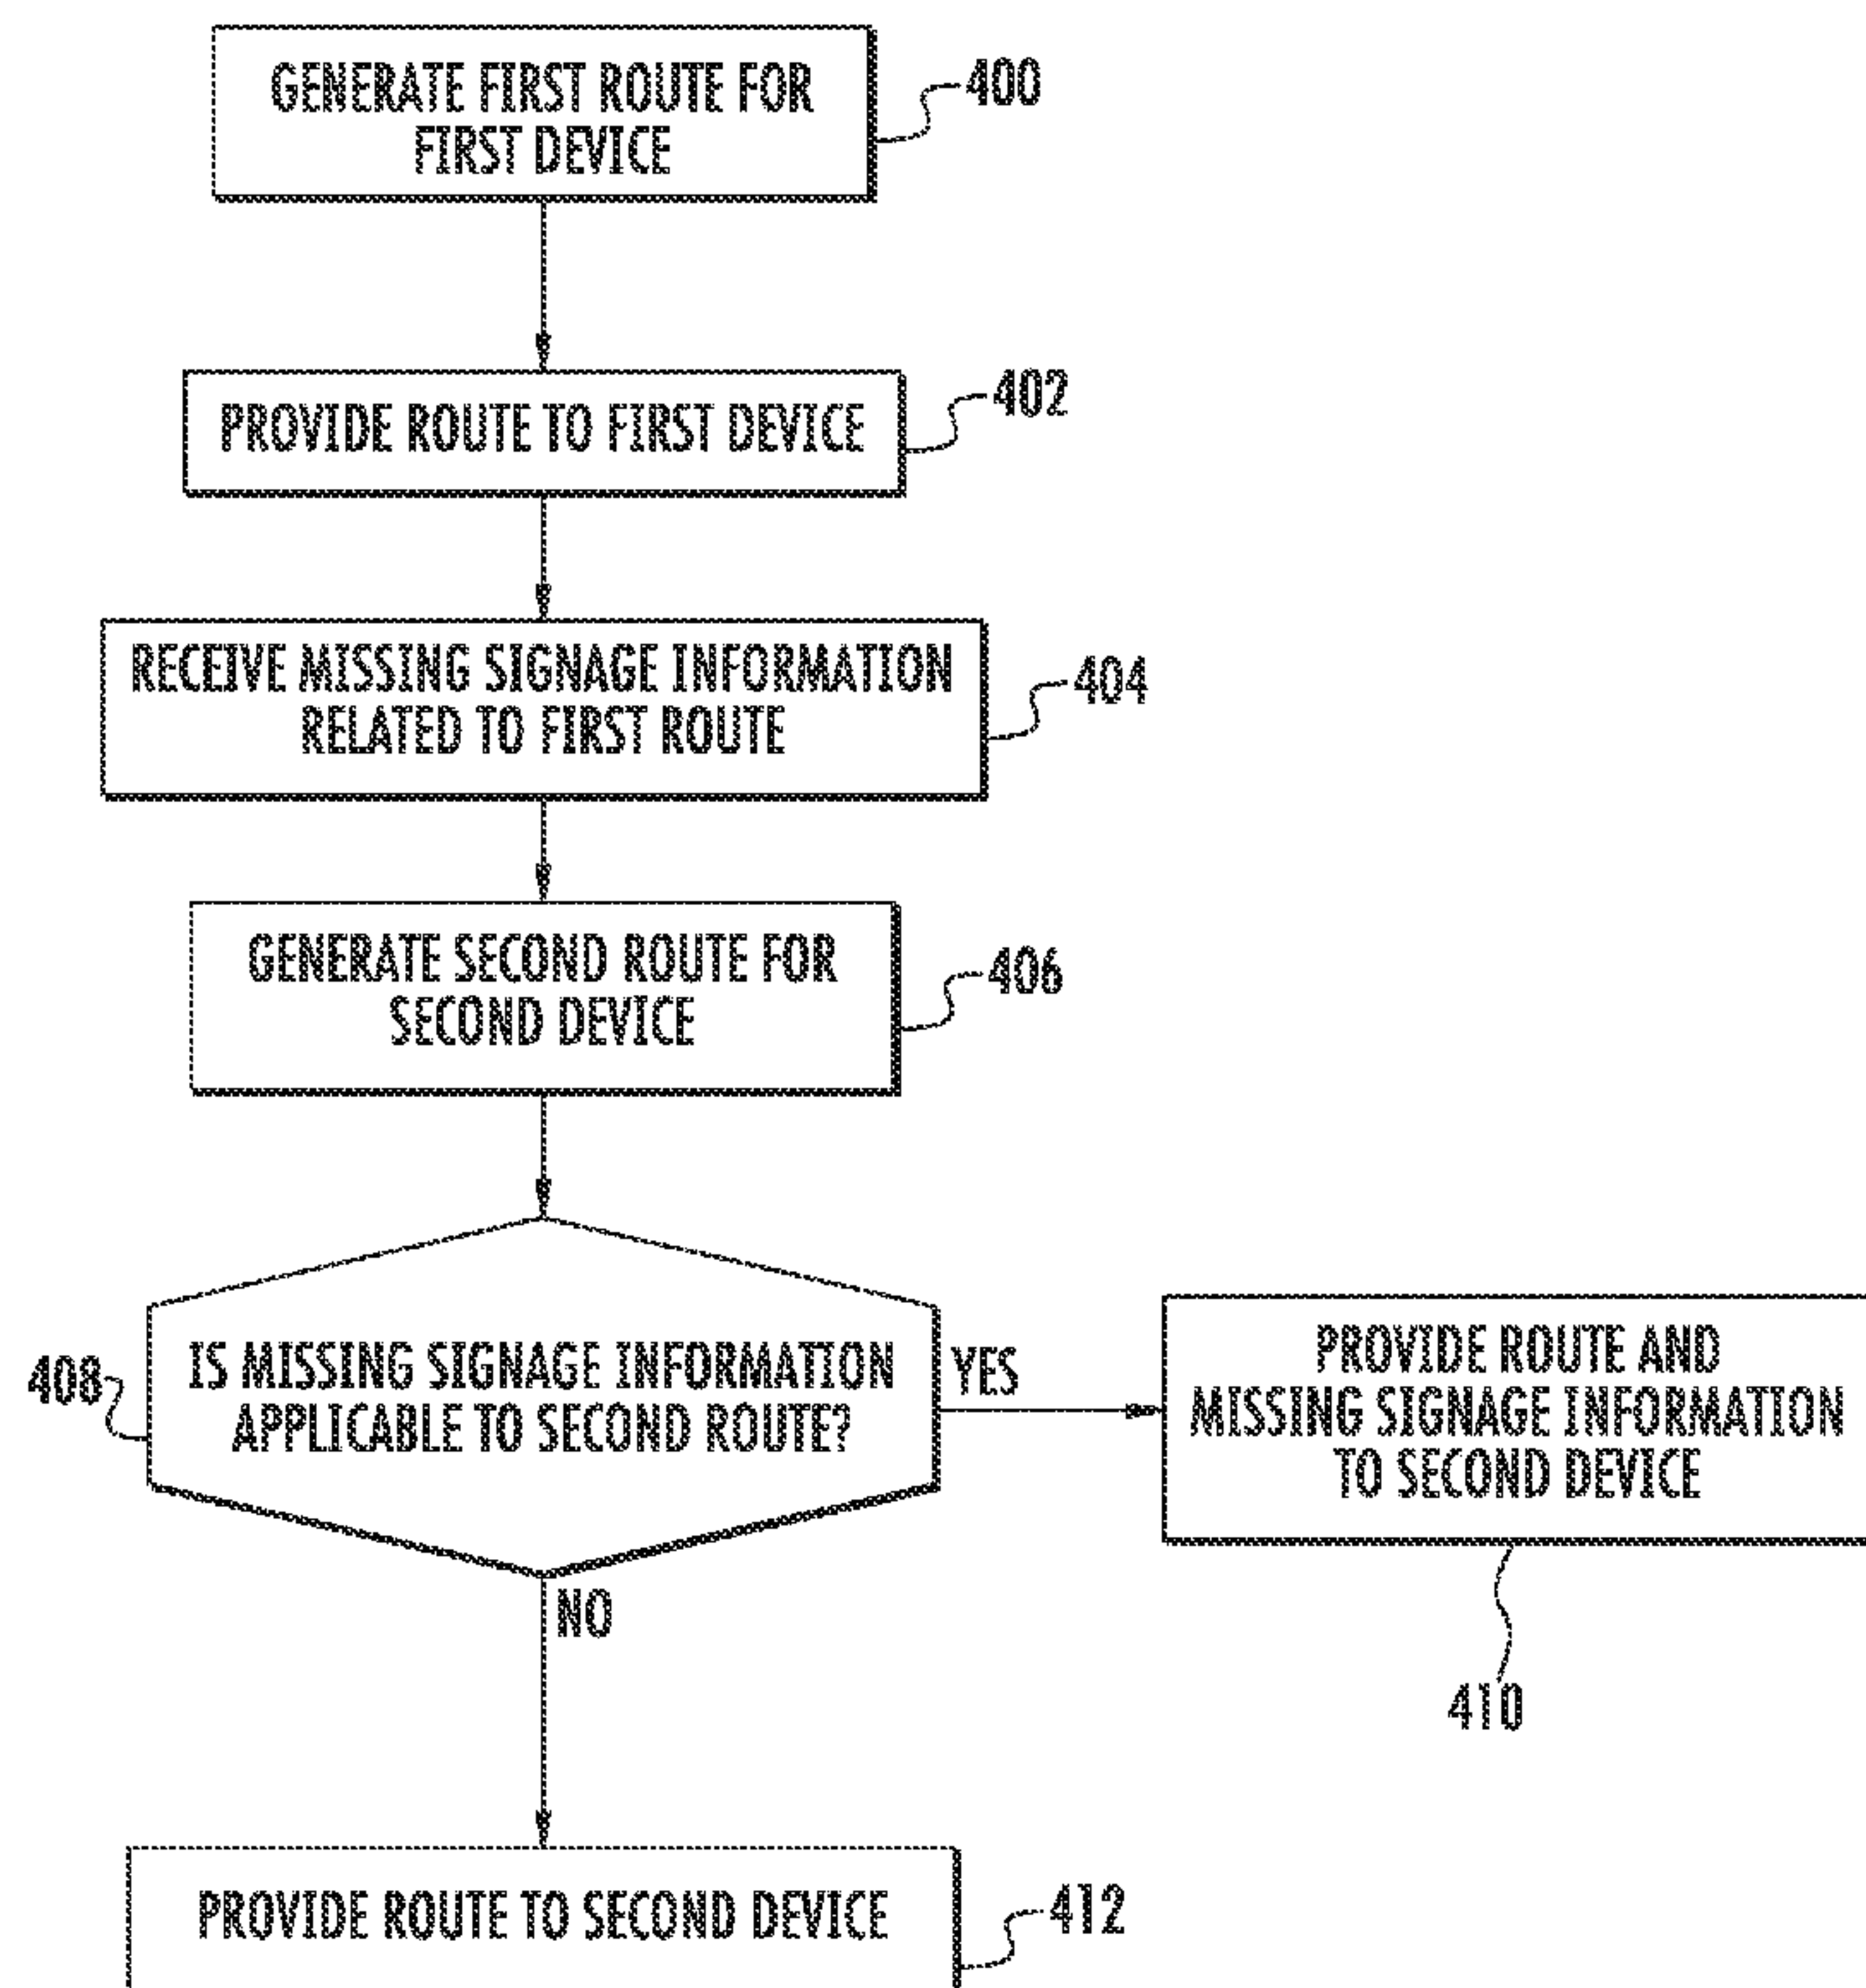 GENERATE FIRST ROUTE FOR
FIRST DEVICE
400
PROVIDE ROUTE TO FIRST DEVICE
402
RECEIVE MISSING SIGNAGE INFORMATION
RELATED TO FIRST ROUTE
404
GENERATE SECOND ROUTE FOR
SECOND DEVICE
406
408
IS MISSING SIGNAGE INFORMATION
APPLICABLE TO SECOND ROUTE?
YES
PROVIDE ROUTE AND
MISSING SIGNAGE INFORMATION
TO SECOND DEVICE
410
NO
PROVIDE ROUTE TO SECOND DEVICE
412